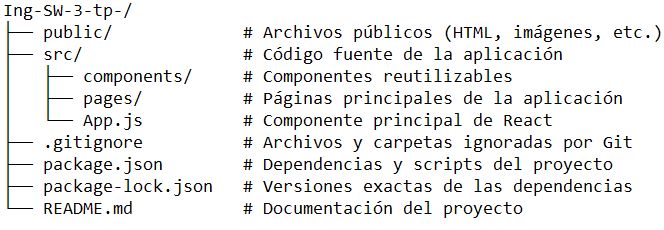 Ing-SW-3-tp-/
├── public/             # Archivos públicos (HTML, imágenes, etc.)
├── src/                # Código fuente de la aplicación
│   ├── components/     # Componentes reutilizables
│   ├── pages/          # Páginas principales de la aplicación
│   └── App.js          # Componente principal de React
├── .gitignore          # Archivos y carpetas ignoradas por Git
├── package.json        # Dependencias y scripts del proyecto
├── package-lock.json   # Versiones exactas de las dependencias
└── README.md           # Documentación del proyecto